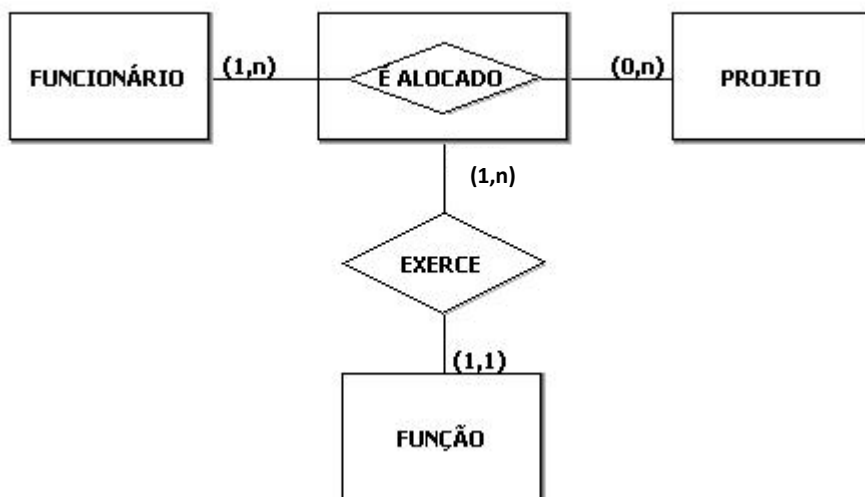 FUNCIONÁRIO
(1,n)
É ALOCADO
(0,n)
PROJETO
(1,n)
EXERCE
(1,1)
FUNÇÃO